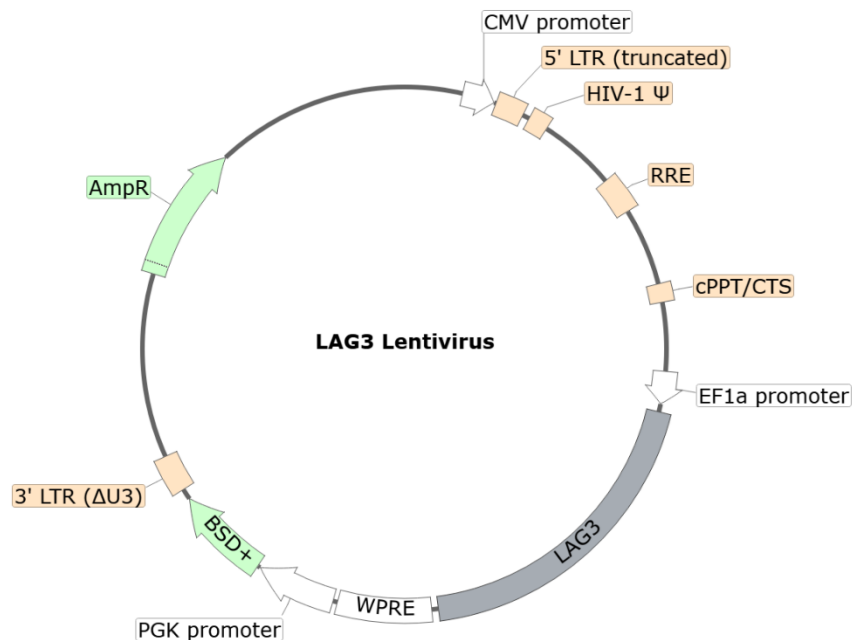 CMV promoter
5' LTR (truncated)
HIV-1 Ψ
RRE
cPPT/CTS
EF1a promoter
LAG3
WPRE
PGK promoter
BSD+
3' LTR (ΔU3)
AmpR
LAG3 Lentivirus